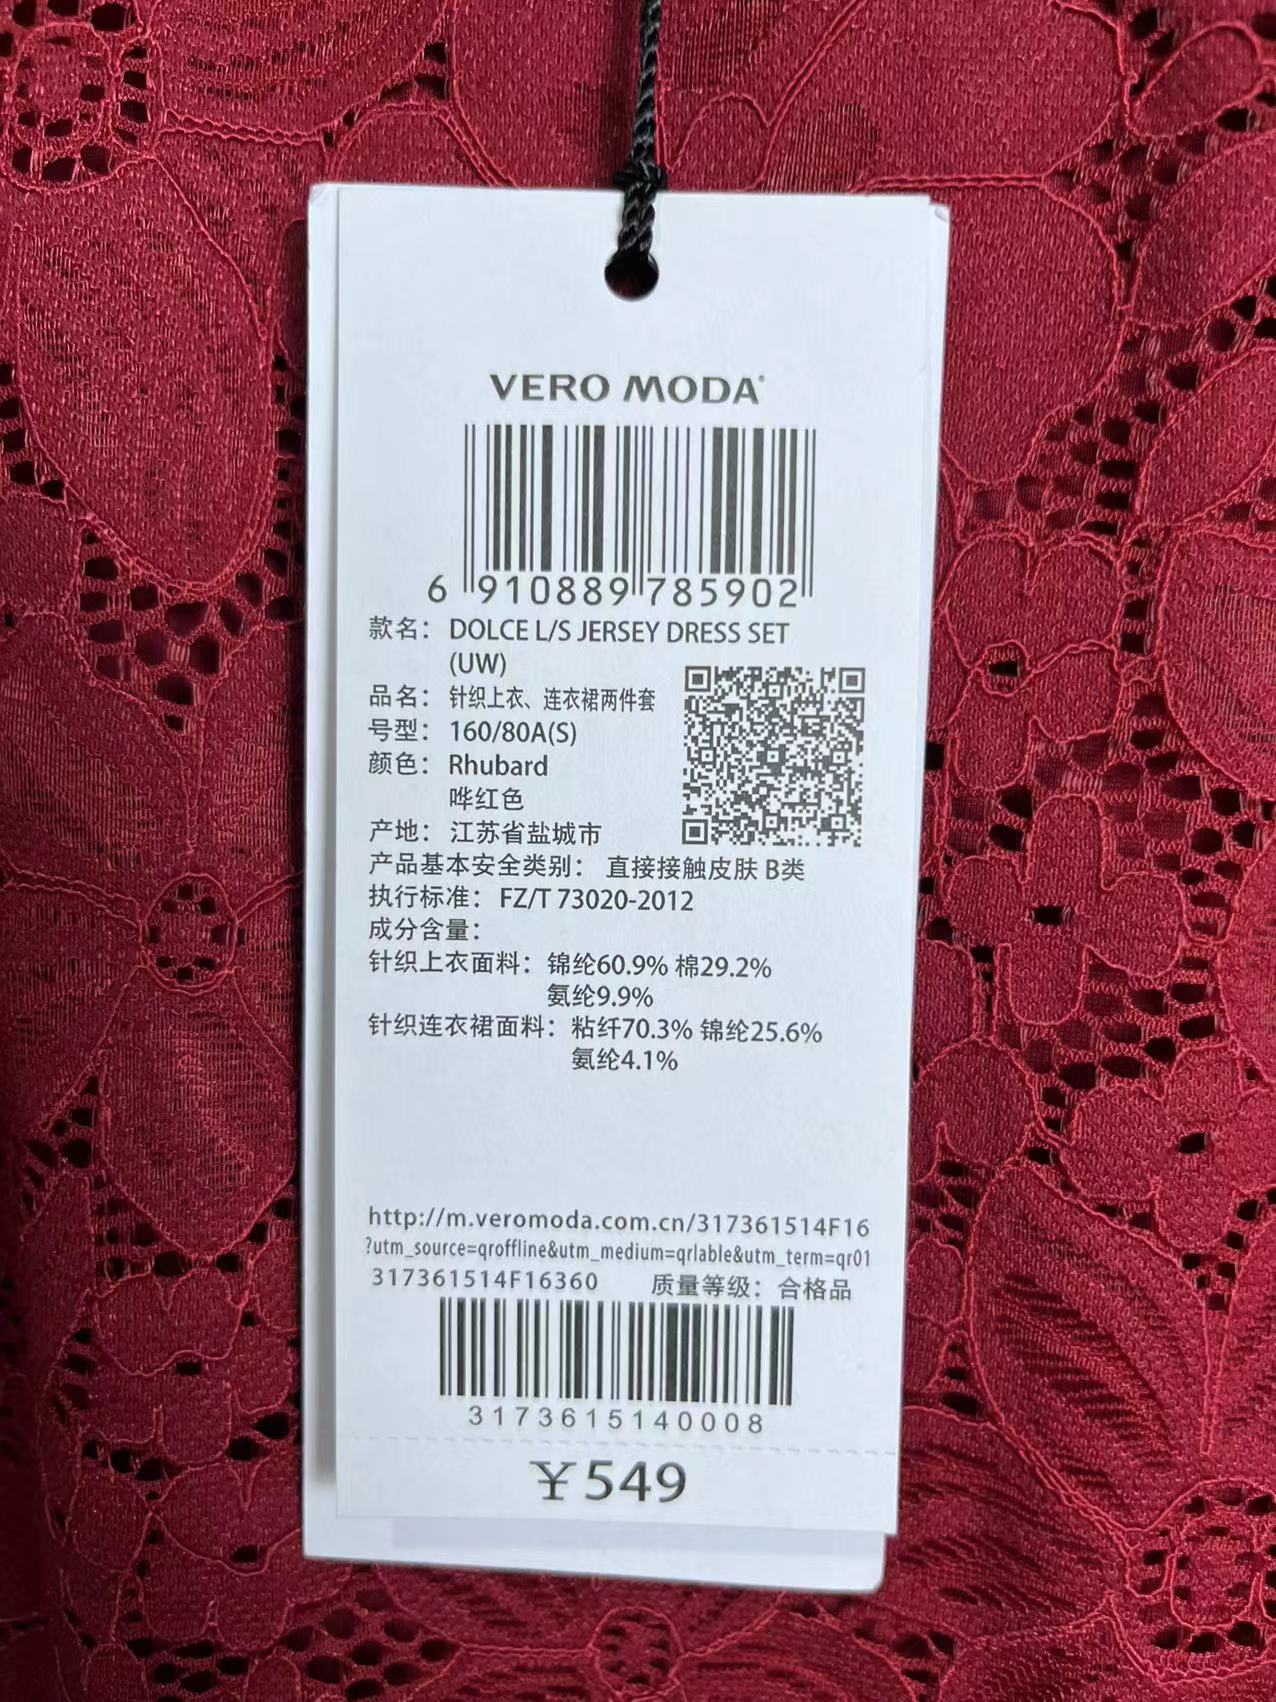 VERO MODA
6 910889 785902
款名： DOLCE L/S JERSEY DRESS SET
(UW)
品名： 针织上衣、连衣裙两件套
号型： 160/80A(S)
颜色： Rhubard
哗红色
产地： 江苏省盐城市
产品基本安全类别： 直接接触皮肤 B类
执行标准： FZ/T 73020-2012
成分含量：
针织上衣面料：锦纶60.9% 棉29.2%
氨纶9.9%
针织连衣裙面料：粘纤70.3% 锦纶25.6%
氨纶4.1%
http://m.veromoda.com.cn/317361514F16
?utm_source=qroffline&utm_medium=qrlable&utm_term=qr01
317361514F16360 质量等级：合格品
3173615140008
￥549